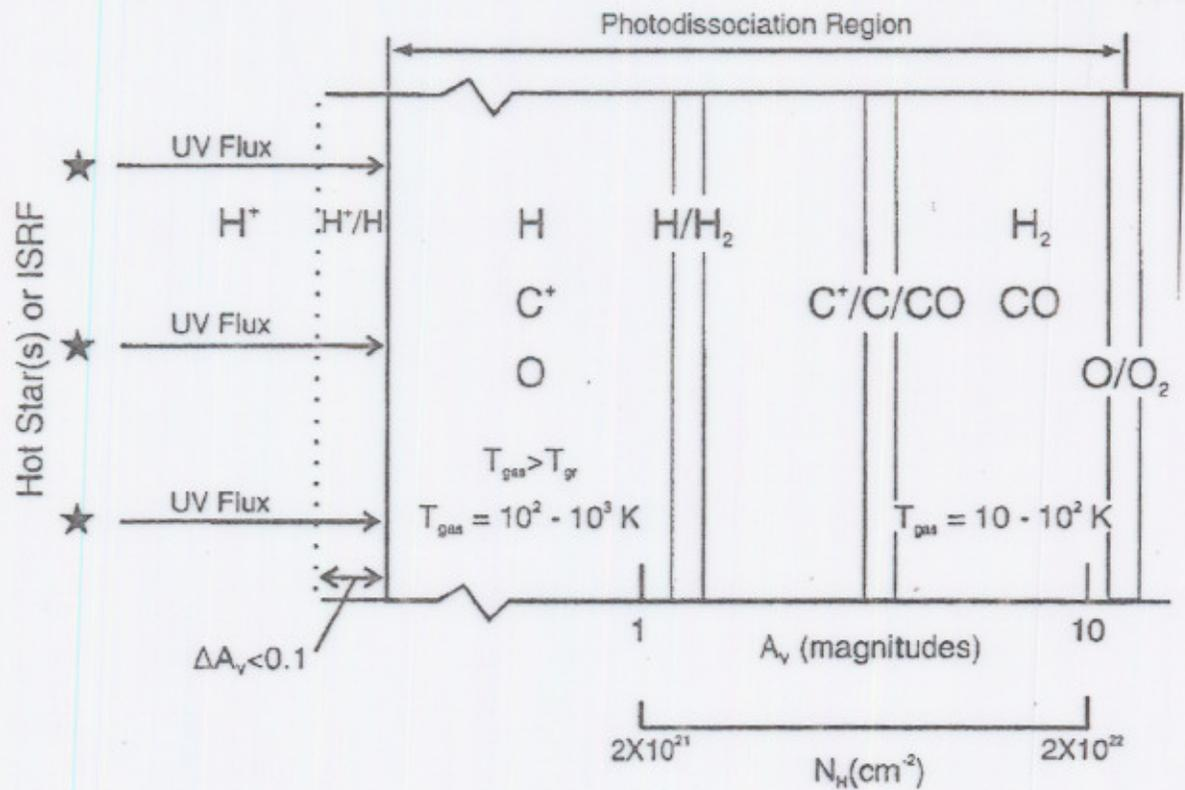 Photodissociation Region
Hot Star(s) or ISRF
UV Flux
H⁺ H⁺/H H H/H₂ H₂
C⁺ C⁺/C/CO CO
UV Flux
O O/O₂
T_gas>T_gr
UV Flux
T_gas = 10² - 10³ K T_gas = 10 - 10² K
ΔA_v<0.1
1 A_v (magnitudes) 10
2X10²¹ 2X10²²
N_H(cm⁻²)